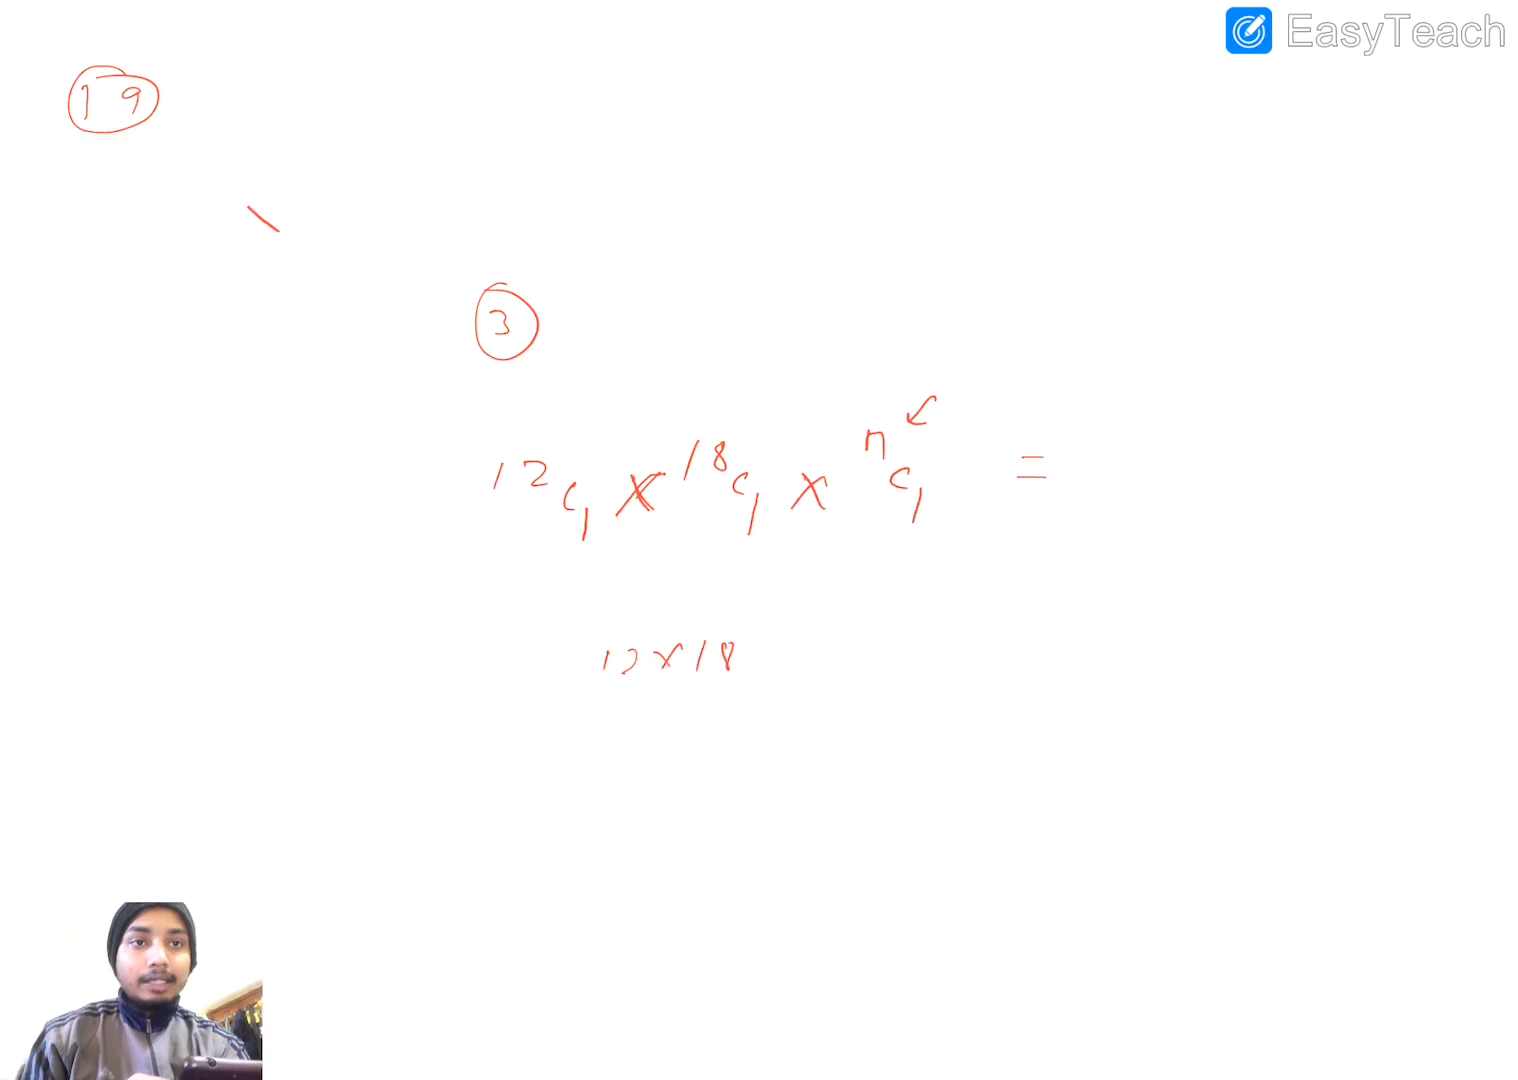 EasyTeach
19
3
¹²C₁ × ¹⁸C₁ × ⁿC₁ =
12 × 18